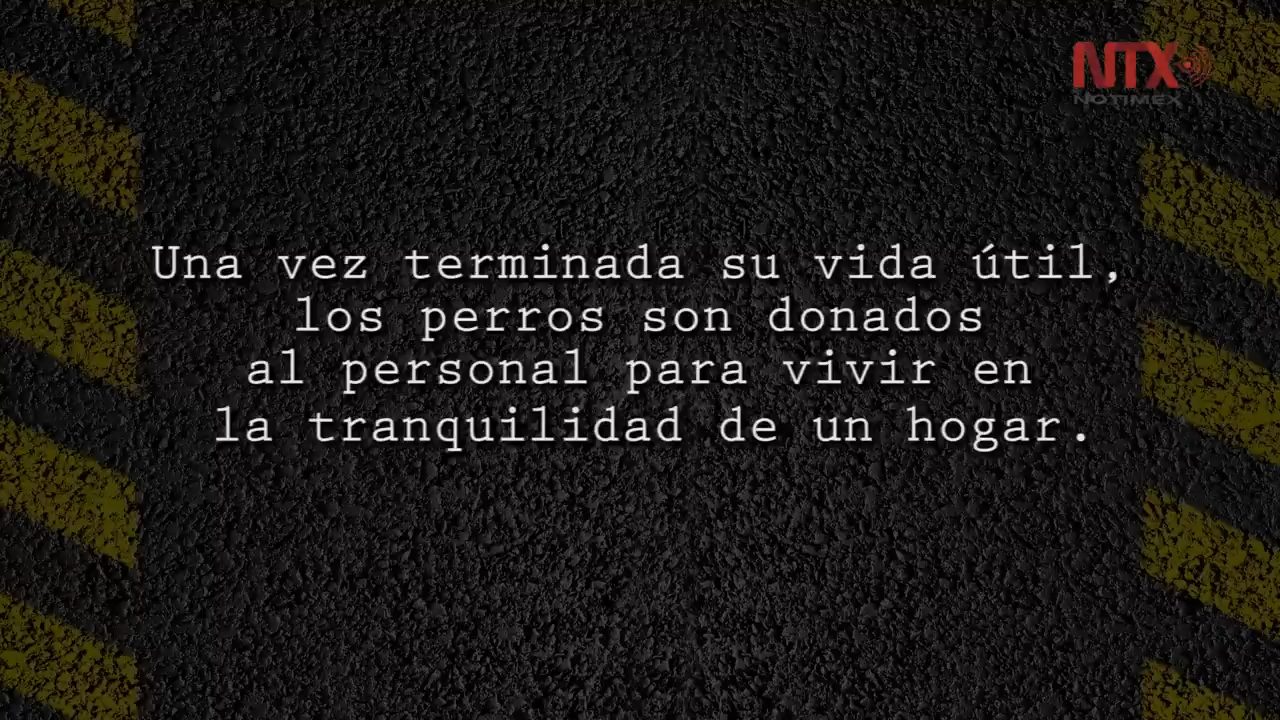 NTX
NOTIMEX
Una vez terminada su vida útil,
los perros son donados
al personal para vivir en
la tranquilidad de un hogar.